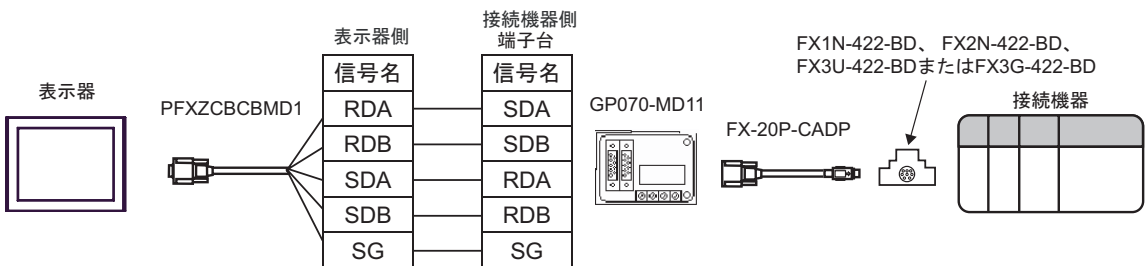 表示器
PFXZCBCBMD1
表示器側
信号名
RDA
RDB
SDA
SDB
SG
接続機器側
端子台
信号名
SDA
SDB
RDA
RDB
SG
GP070-MD11
FX-20P-CADP
FX1N-422-BD、 FX2N-422-BD、
FX3U-422-BDまたはFX3G-422-BD
接続機器